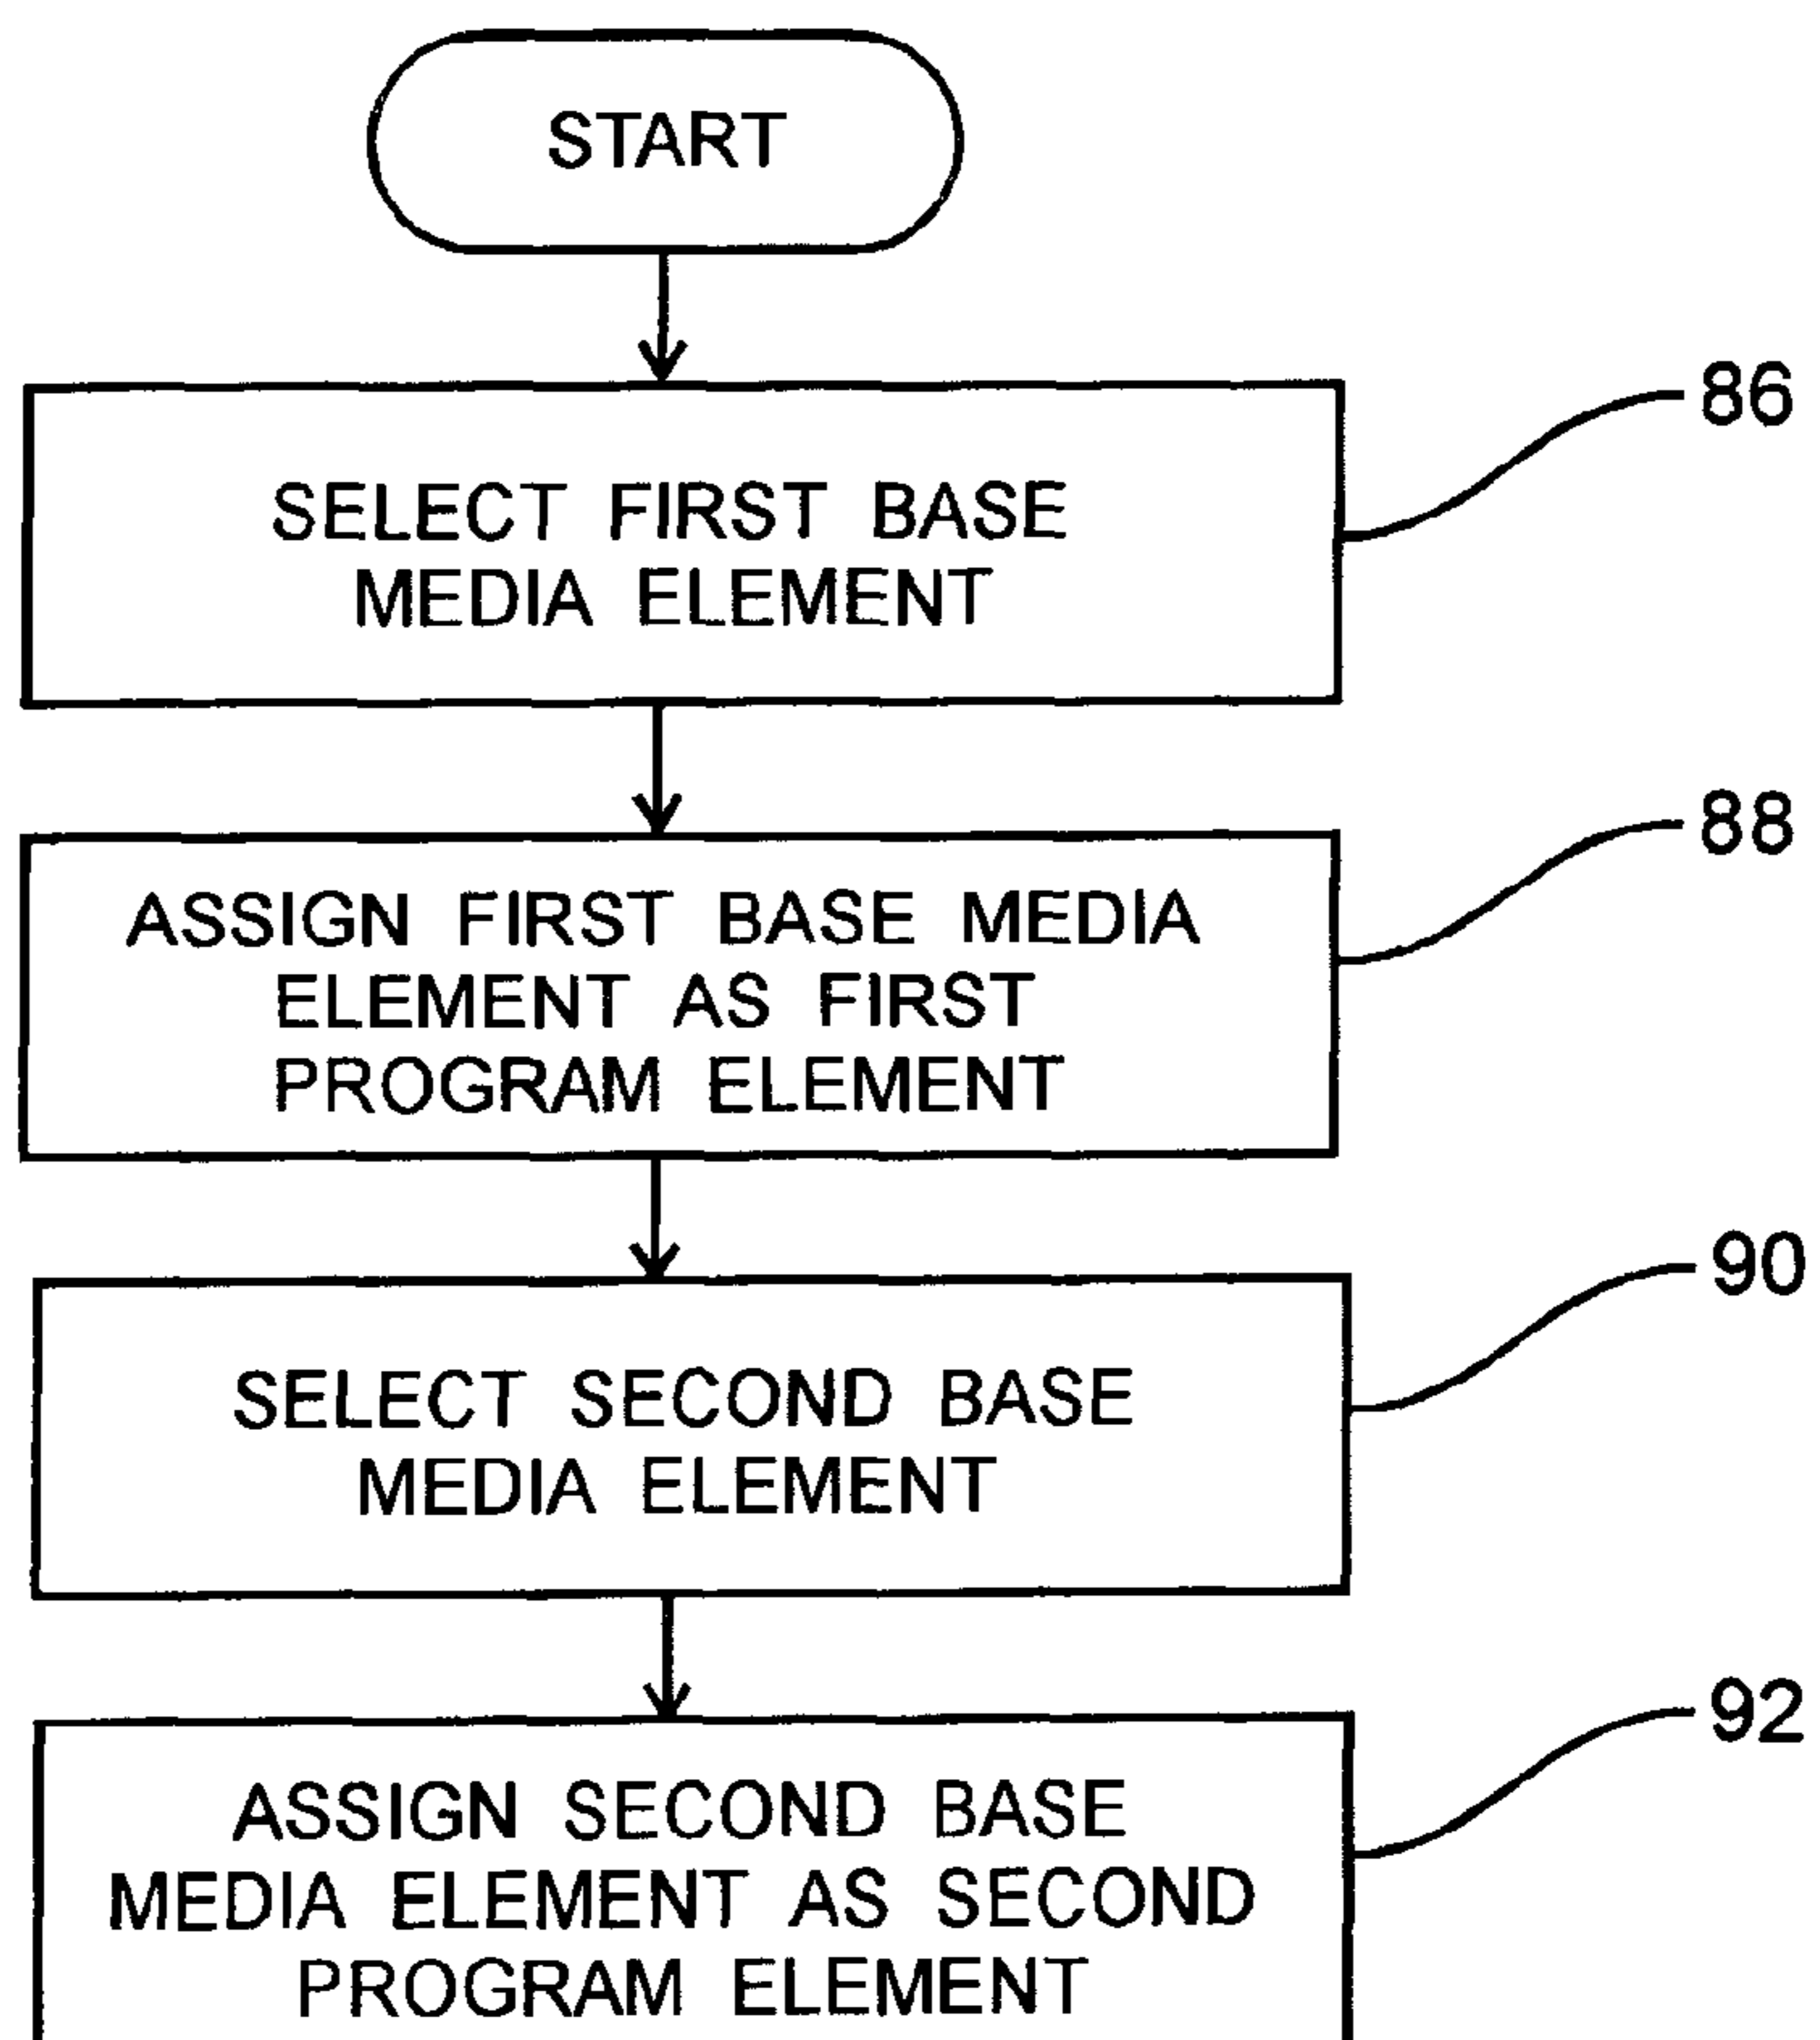 START
86
SELECT FIRST BASE
MEDIA ELEMENT
88
ASSIGN FIRST BASE MEDIA
ELEMENT AS FIRST
PROGRAM ELEMENT
90
SELECT SECOND BASE
MEDIA ELEMENT
92
ASSIGN SECOND BASE
MEDIA ELEMENT AS SECOND
PROGRAM ELEMENT